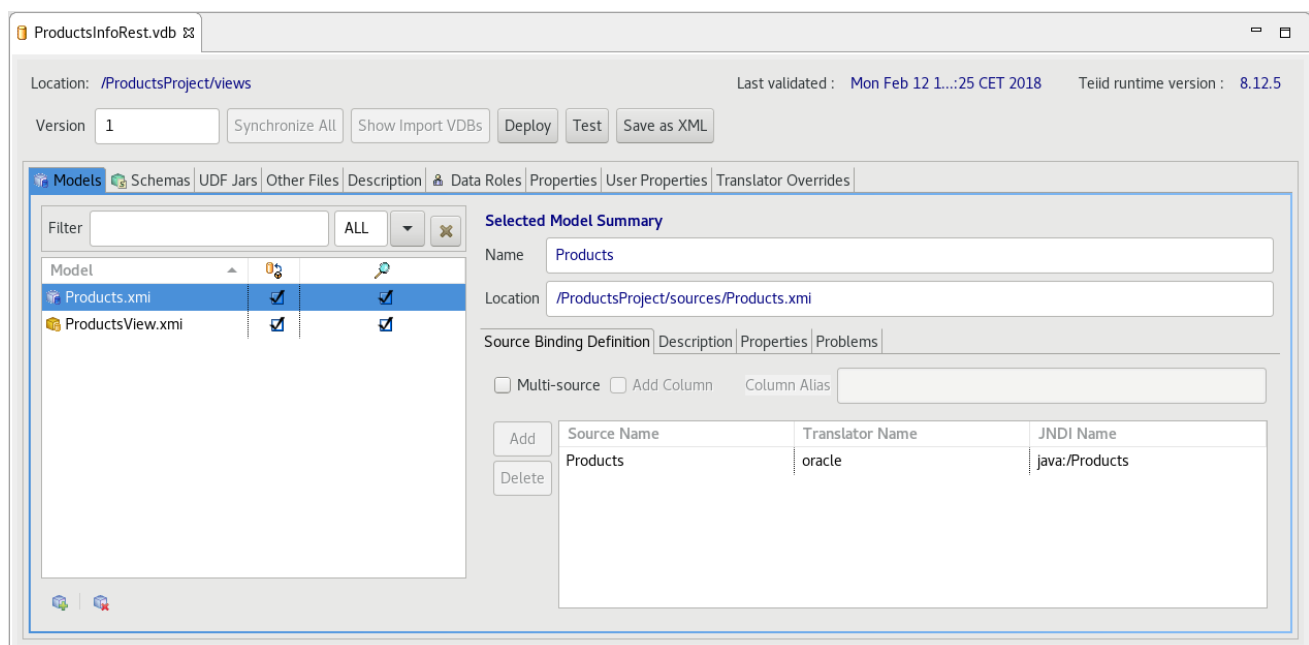 ProductsInfoRest.vdb
Location: /ProductsProject/views Last validated : Mon Feb 12 1...:25 CET 2018 Teiid runtime version : 8.12.5
Version 1 Synchronize All Show Import VDBs Deploy Test Save as XML
Models Schemas UDF Jars Other Files Description Data Roles Properties User Properties Translator Overrides
Filter ALL
Model
Products.xmi
ProductsView.xmi
Selected Model Summary
Name Products
Location /ProductsProject/sources/Products.xmi
Source Binding Definition Description Properties Problems
Multi-source Add Column Column Alias
Add
Delete
Source Name Translator Name JNDI Name
Products oracle java:/Products